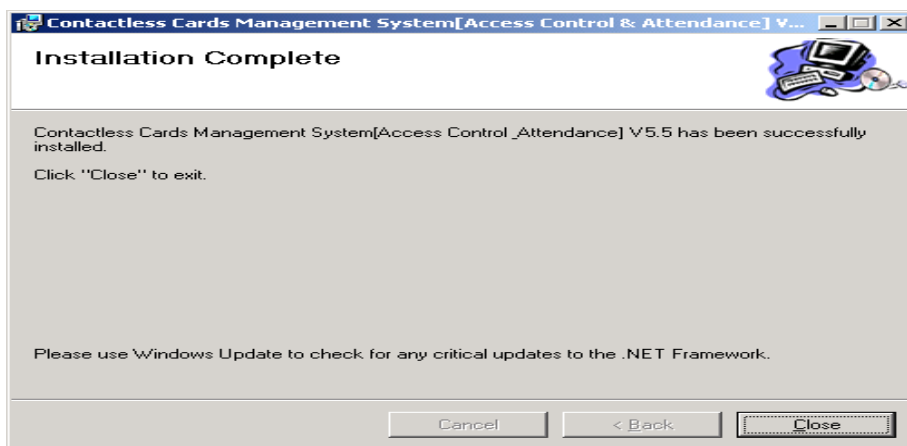 Contactless Cards Management System[Access Control & Attendance] V...
Installation Complete
Contactless Cards Management System[Access Control _Attendance] V5.5 has been successfully
installed.
Click "Close" to exit.
Please use Windows Update to check for any critical updates to the .NET Framework.
Cancel < Back Close